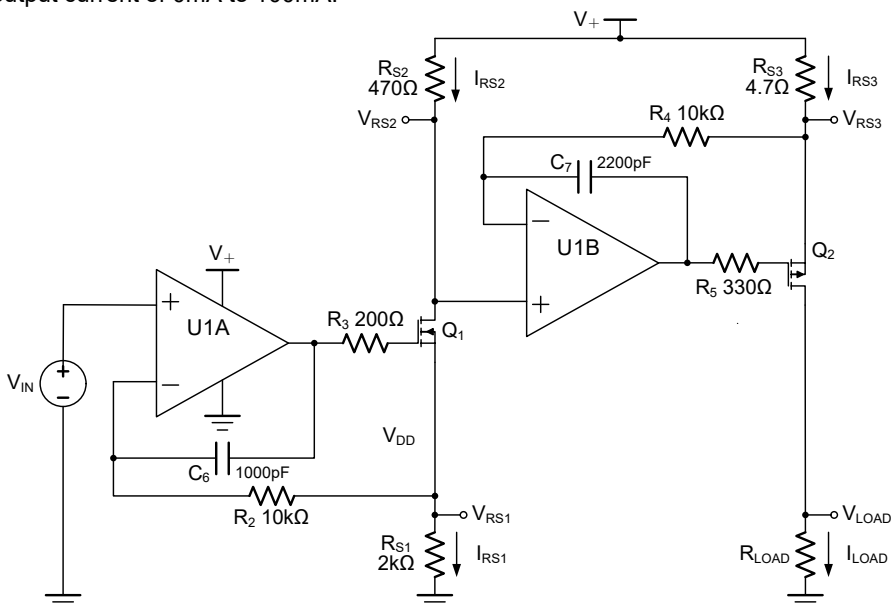 output current of 0mA to 100mA.
V+
RS2
470Ω
IRS2
RS3
4.7Ω
IRS3
VRS2
R4 10kΩ
VRS3
C7 2200pF
V+
U1B
Q2
R5 330Ω
U1A
R3 200Ω
Q1
VIN
VDD
C6 1000pF
R2 10kΩ
VRS1
VLOAD
RS1
2kΩ
IRS1
RLOAD
ILOAD